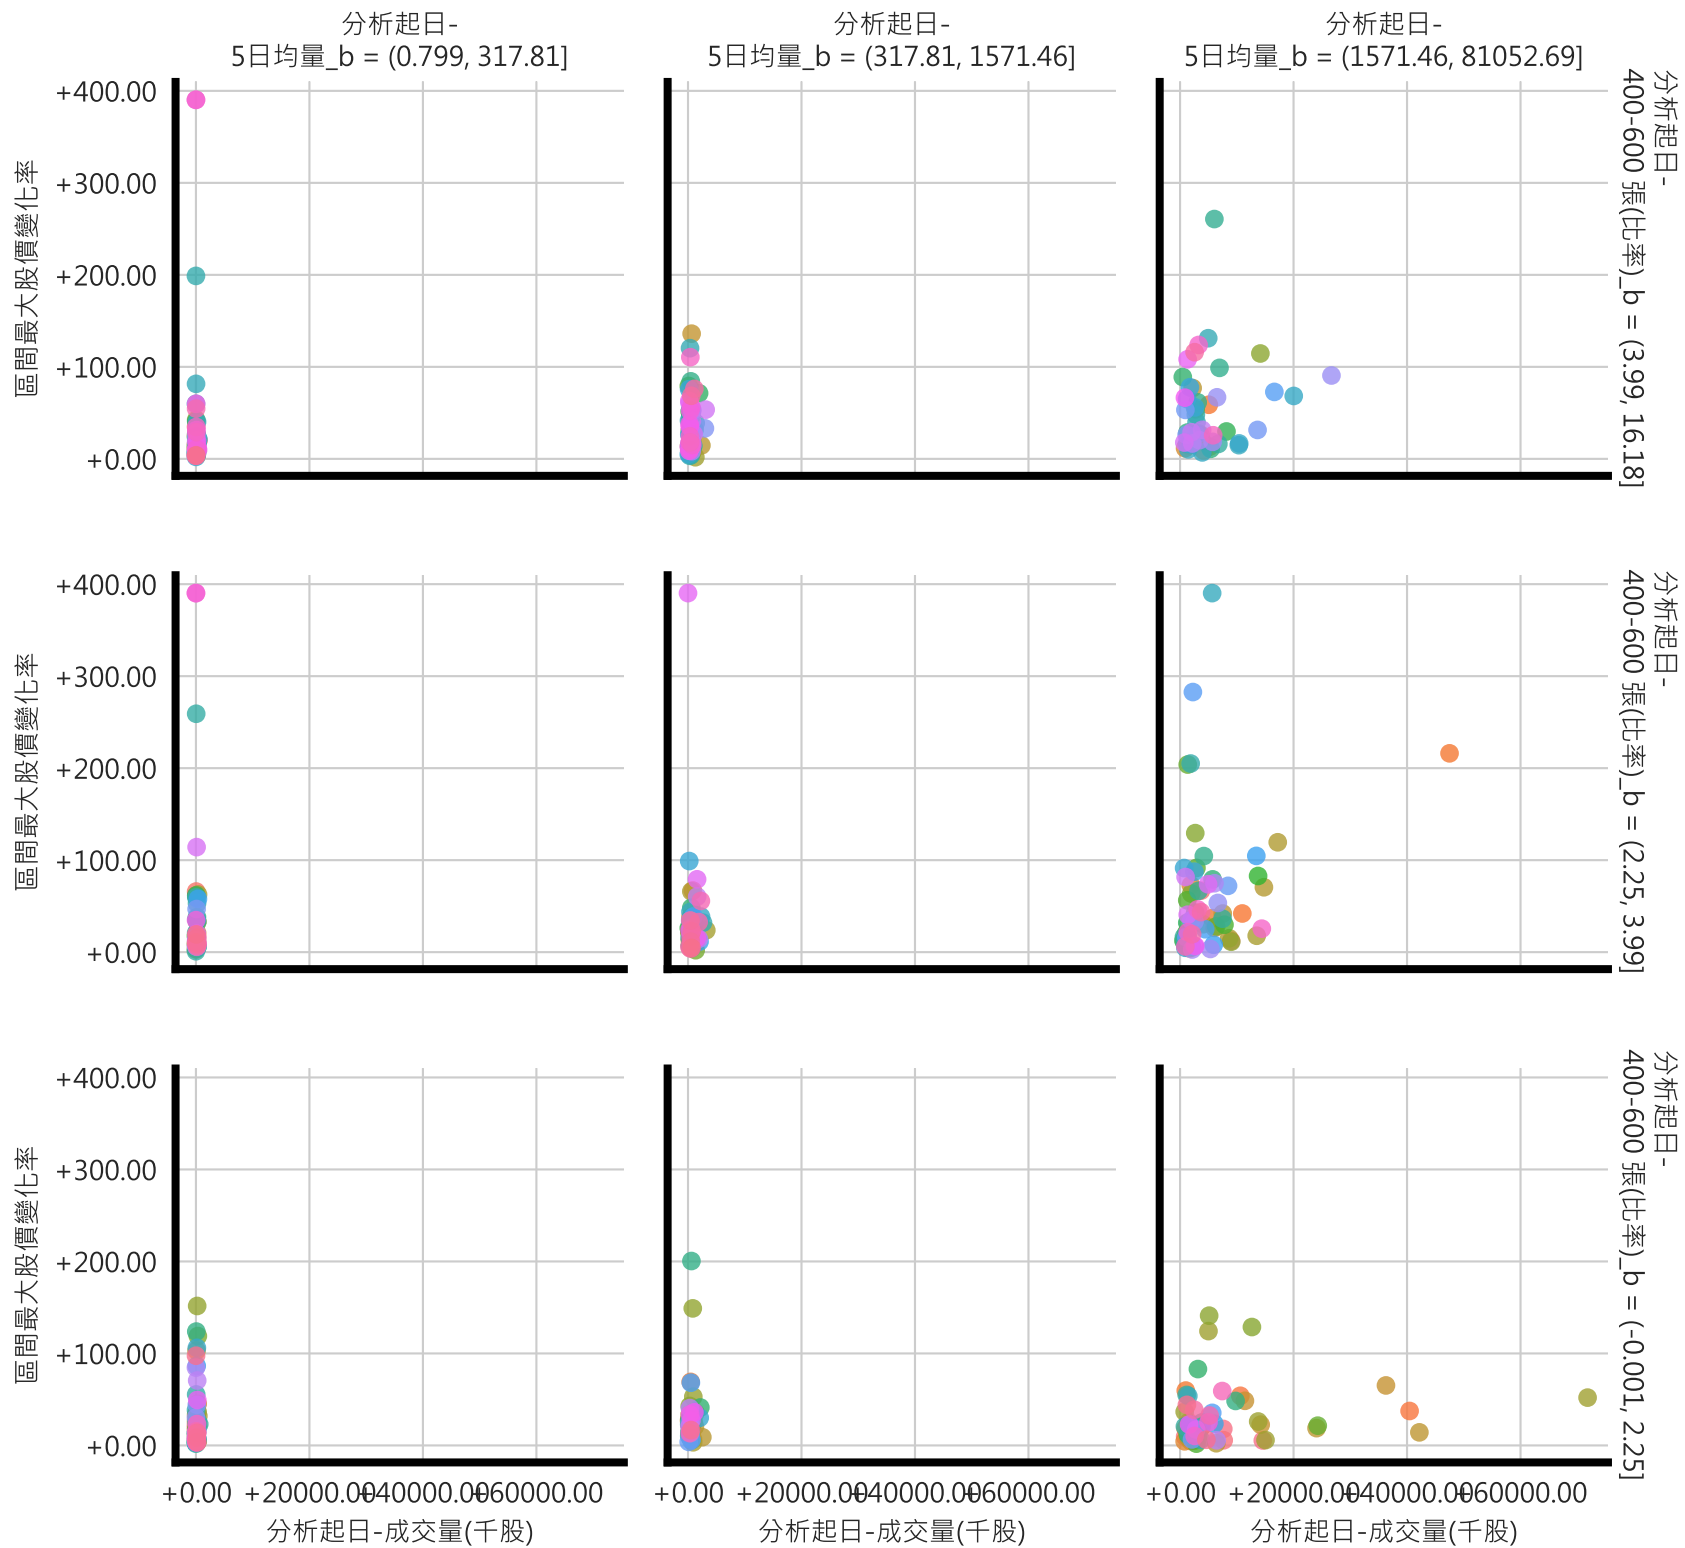 分析起日-
5日均量_b = (0.799, 317.81]
分析起日-
5日均量_b = (317.81, 1571.46]
分析起日-
5日均量_b = (1571.46, 81052.69]
+400.00
+300.00
+200.00
+100.00
+0.00
區間最大股價變化率
分析起日-
400-600 張(比率)_b = (3.99, 16.18]
+400.00
+300.00
+200.00
+100.00
+0.00
區間最大股價變化率
分析起日-
400-600 張(比率)_b = (2.25, 3.99]
+400.00
+300.00
+200.00
+100.00
+0.00
區間最大股價變化率
分析起日-
400-600 張(比率)_b = (-0.001, 2.25]
+0.00 +20000.00 +40000.00 +60000.00
+0.00 +20000.00 +40000.00 +60000.00
+0.00 +20000.00 +40000.00 +60000.00
分析起日-成交量(千股)
分析起日-成交量(千股)
分析起日-成交量(千股)